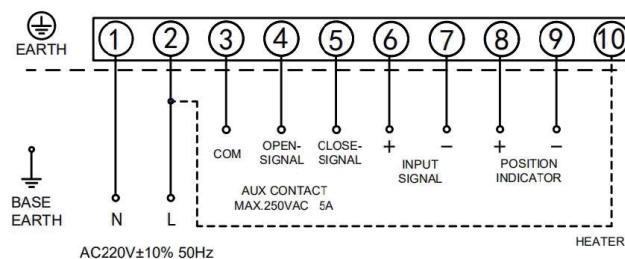 EARTH
1 2 3 4 5 6 7 8 9 10
COM
OPEN-
SIGNAL
CLOSE-
SIGNAL
+ −
INPUT
SIGNAL
+ −
POSITION
INDICATOR
AUX CONTACT
MAX.250VAC 5A
BASE
EARTH
N L
HEATER
AC220V±10% 50Hz